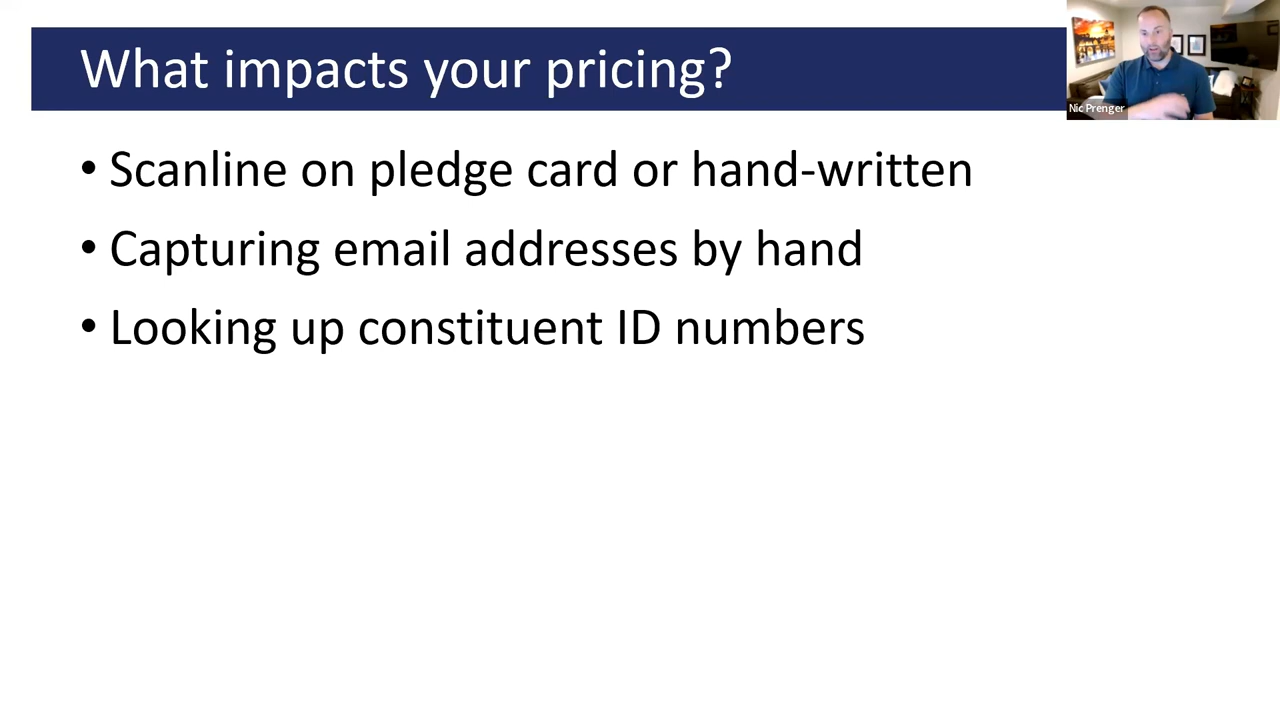 What impacts your pricing?
Nic Prenger
• Scanline on pledge card or hand-written
• Capturing email addresses by hand
• Looking up constituent ID numbers